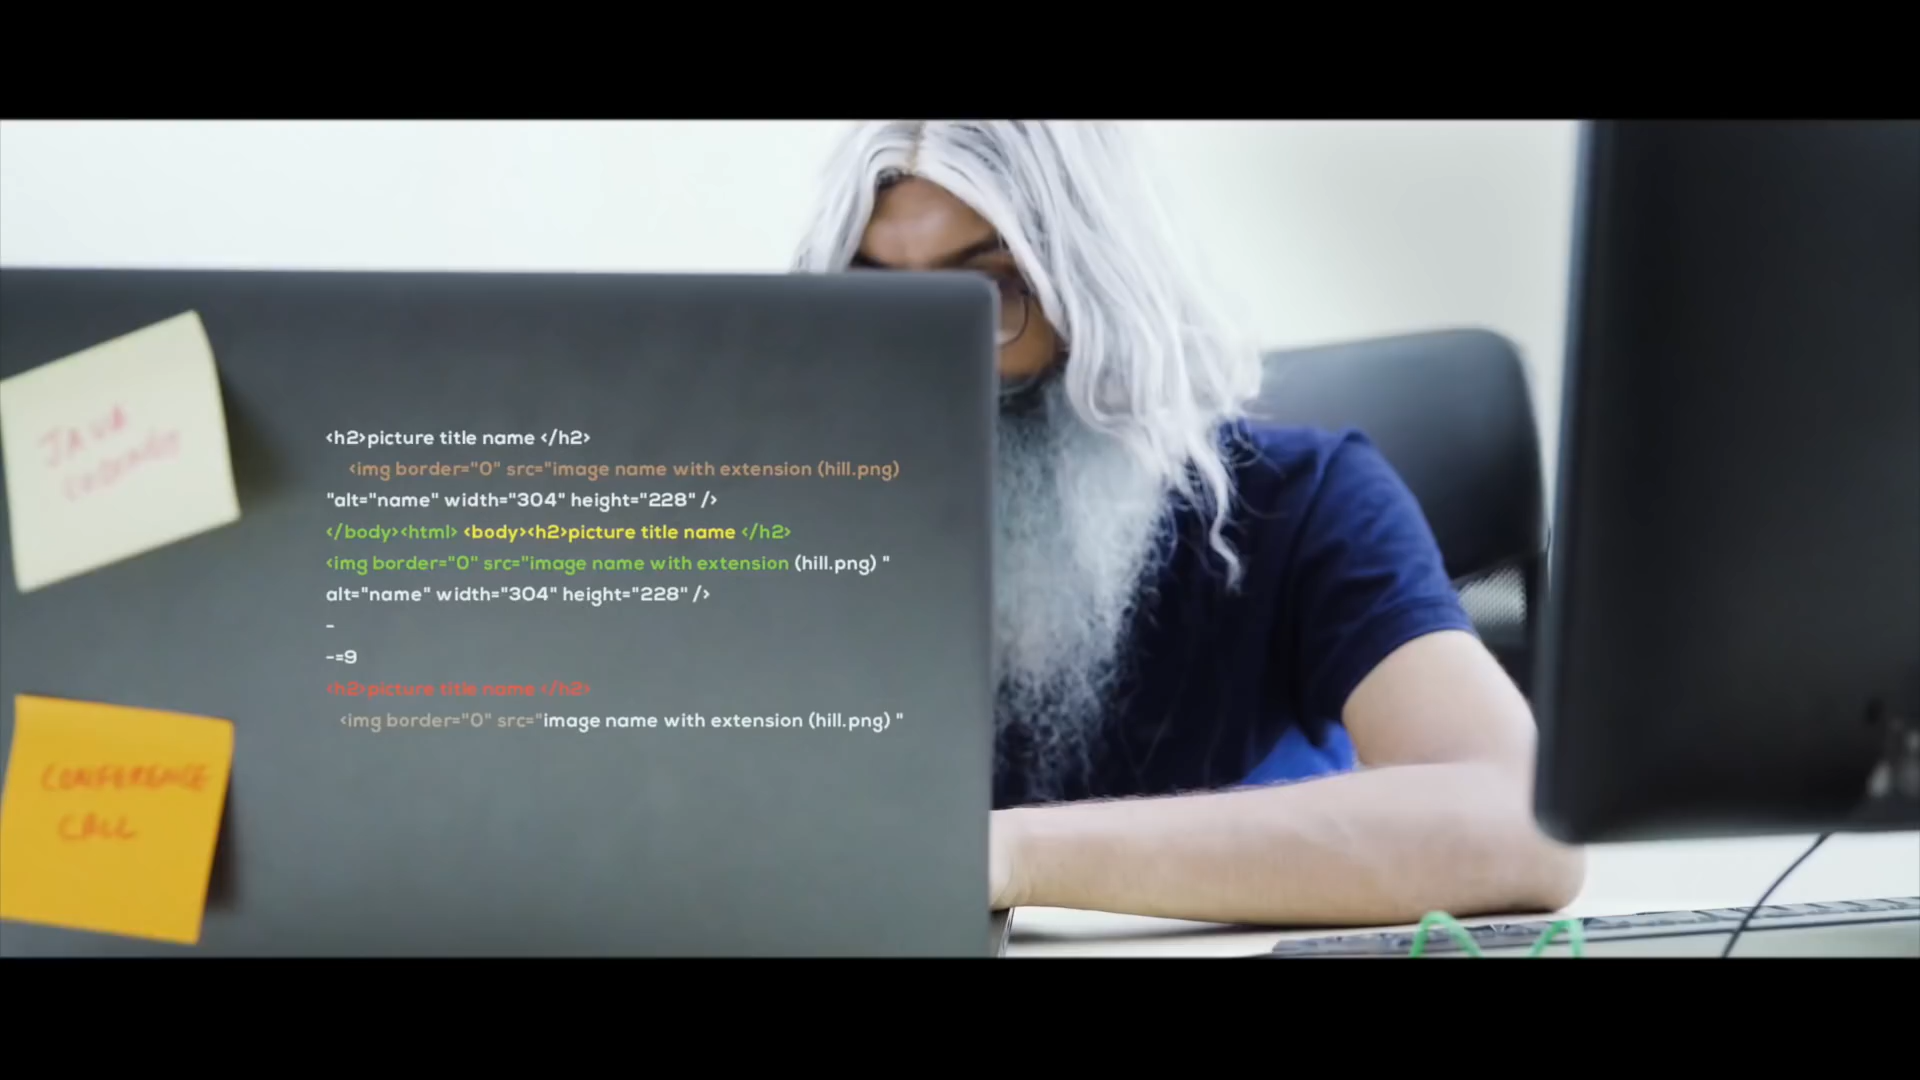 JAVA
<h2>picture title name </h2>
<img border="0" src="image name with extension (hill.png)
"alt="name" width="304" height="228" />
</body><html> <body><h2>picture title name </h2>
<img border="0" src="image name with extension (hill.png) "
alt="name" width="304" height="228" />
-
-=9
<h2>picture title name </h2>
<img border="0" src="image name with extension (hill.png) "
CONFERENCE
CALL